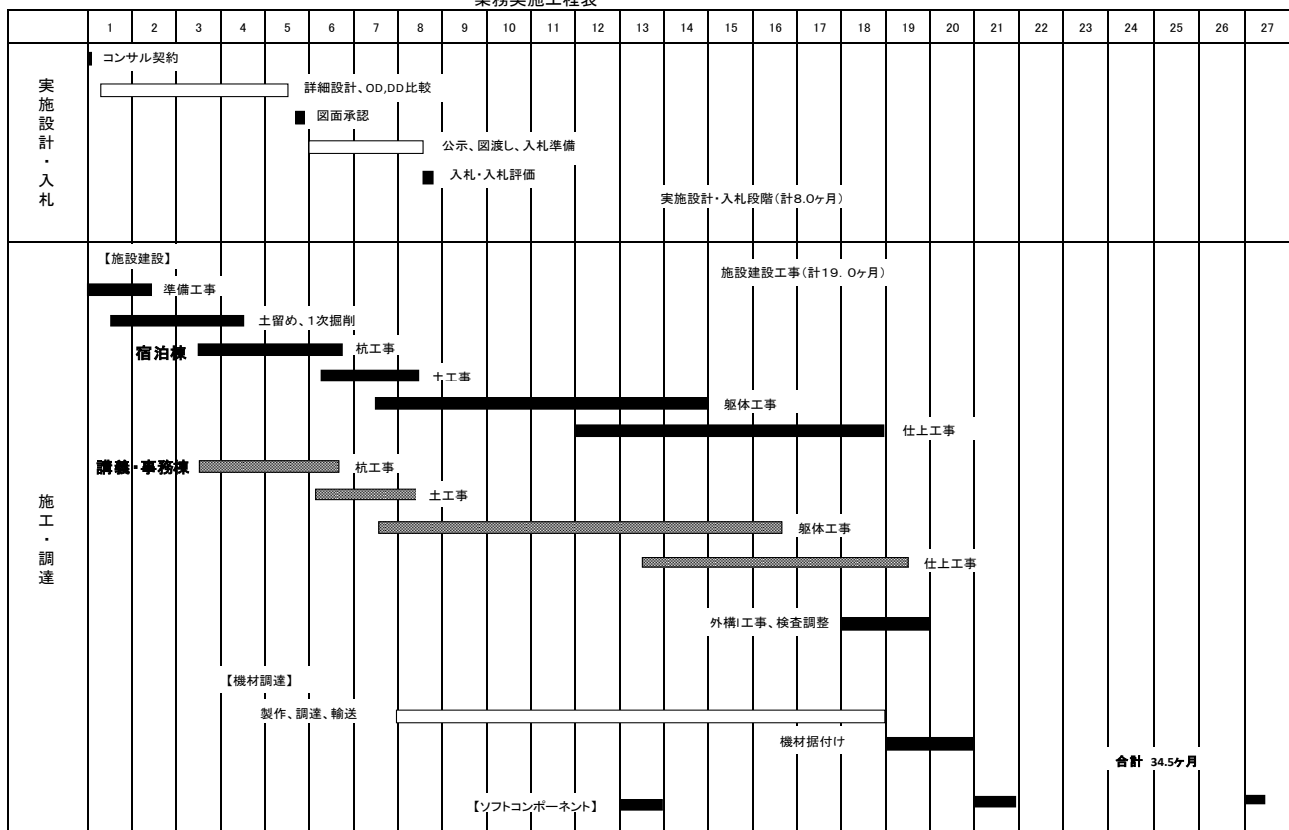 業務実施工程表
1 2 3 4 5 6 7 8 9 10 11 12 13 14 15 16 17 18 19 20 21 22 23 24 25 26 27
実施設計・入札
コンサル契約
詳細設計、OD,DD比較
図面承認
公示、図渡し、入札準備
入札・入札評価
実施設計・入札段階(計8.0ヶ月)
施工・調達
【施設建設】
施設建設工事(計19.0ヶ月)
準備工事
土留め、1次掘削
宿泊棟
杭工事
土工事
躯体工事
仕上工事
講義・事務棟
杭工事
土工事
躯体工事
仕上工事
外構工事、検査調整
【機材調達】
製作、調達、輸送
機材据付け
合計 34.5ヶ月
【ソフトコンポーネント】